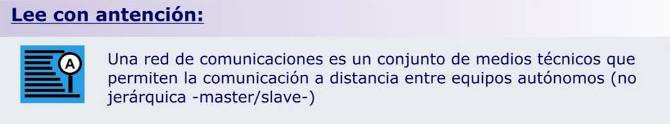 Lee con antención:
A
Una red de comunicaciones es un conjunto de medios técnicos que
permiten la comunicación a distancia entre equipos autónomos (no
jerárquica -master/slave-)